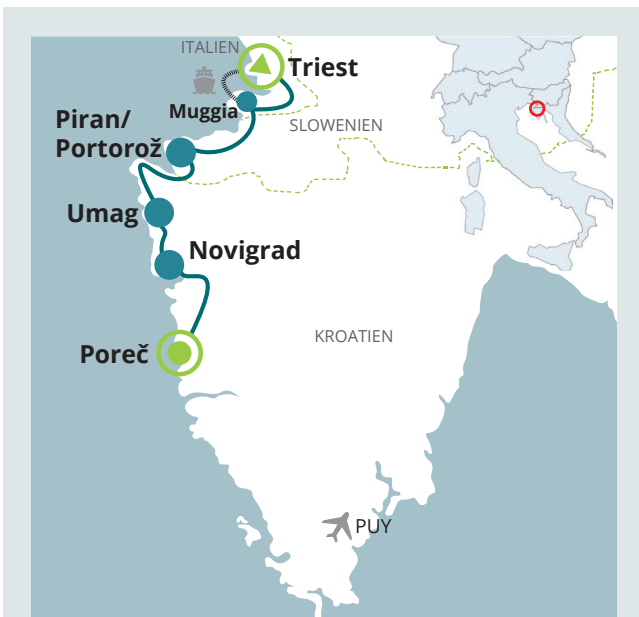 ITALIEN
Triest
Muggia
SLOWENIEN
Piran/
Portorož
Umag
Novigrad
Poreč
KROATIEN
PUY